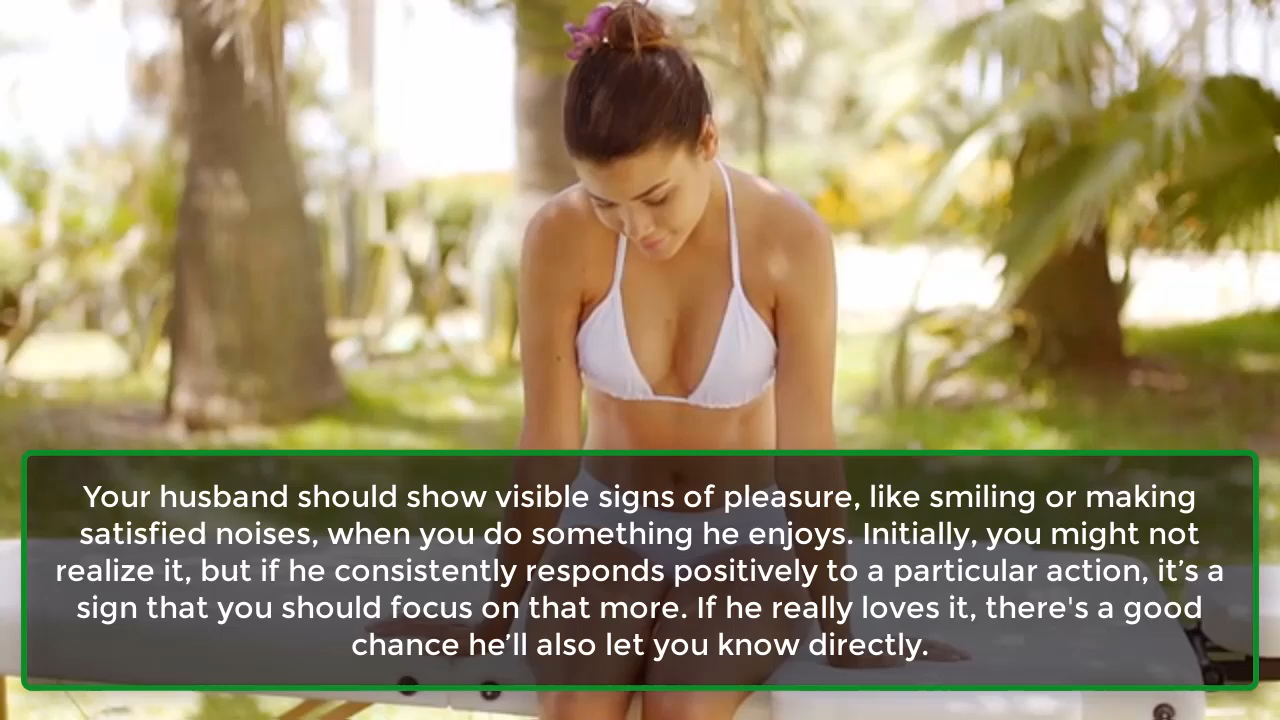 Your husband should show visible signs of pleasure, like smiling or making
satisfied noises, when you do something he enjoys. Initially, you might not
realize it, but if he consistently responds positively to a particular action, it’s a
sign that you should focus on that more. If he really loves it, there's a good
chance he’ll also let you know directly.